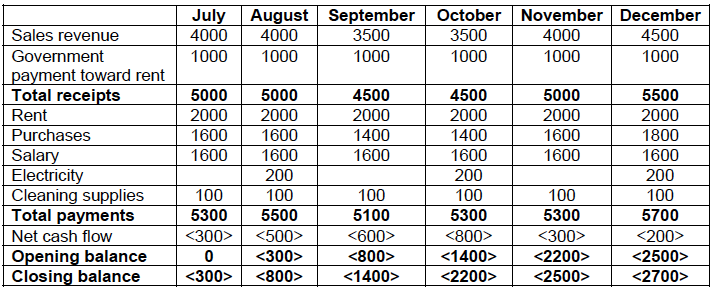 July August September October November December
Sales revenue 4000 4000 3500 3500 4000 4500
Government
payment toward rent 1000 1000 1000 1000 1000 1000
Total receipts 5000 5000 4500 4500 5000 5500
Rent 2000 2000 2000 2000 2000 2000
Purchases 1600 1600 1400 1400 1600 1800
Salary 1600 1600 1600 1600 1600 1600
Electricity 200 200 200
Cleaning supplies 100 100 100 100 100 100
Total payments 5300 5500 5100 5300 5300 5700
Net cash flow <300> <500> <600> <800> <300> <200>
Opening balance 0 <300> <800> <1400> <2200> <2500>
Closing balance <300> <800> <1400> <2200> <2500> <2700>